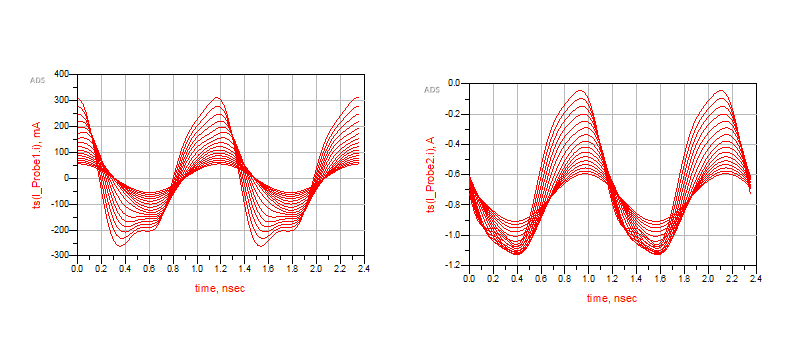 ADS
ts(I_Probe1.i), mA
400
300
200
100
0
-100
-200
-300
0.0 0.2 0.4 0.6 0.8 1.0 1.2 1.4 1.6 1.8 2.0 2.2 2.4
time, nsec
ADS
ts(I_Probe2.i), A
0.0
-0.2
-0.4
-0.6
-0.8
-1.0
-1.2
0.0 0.2 0.4 0.6 0.8 1.0 1.2 1.4 1.6 1.8 2.0 2.2 2.4
time, nsec